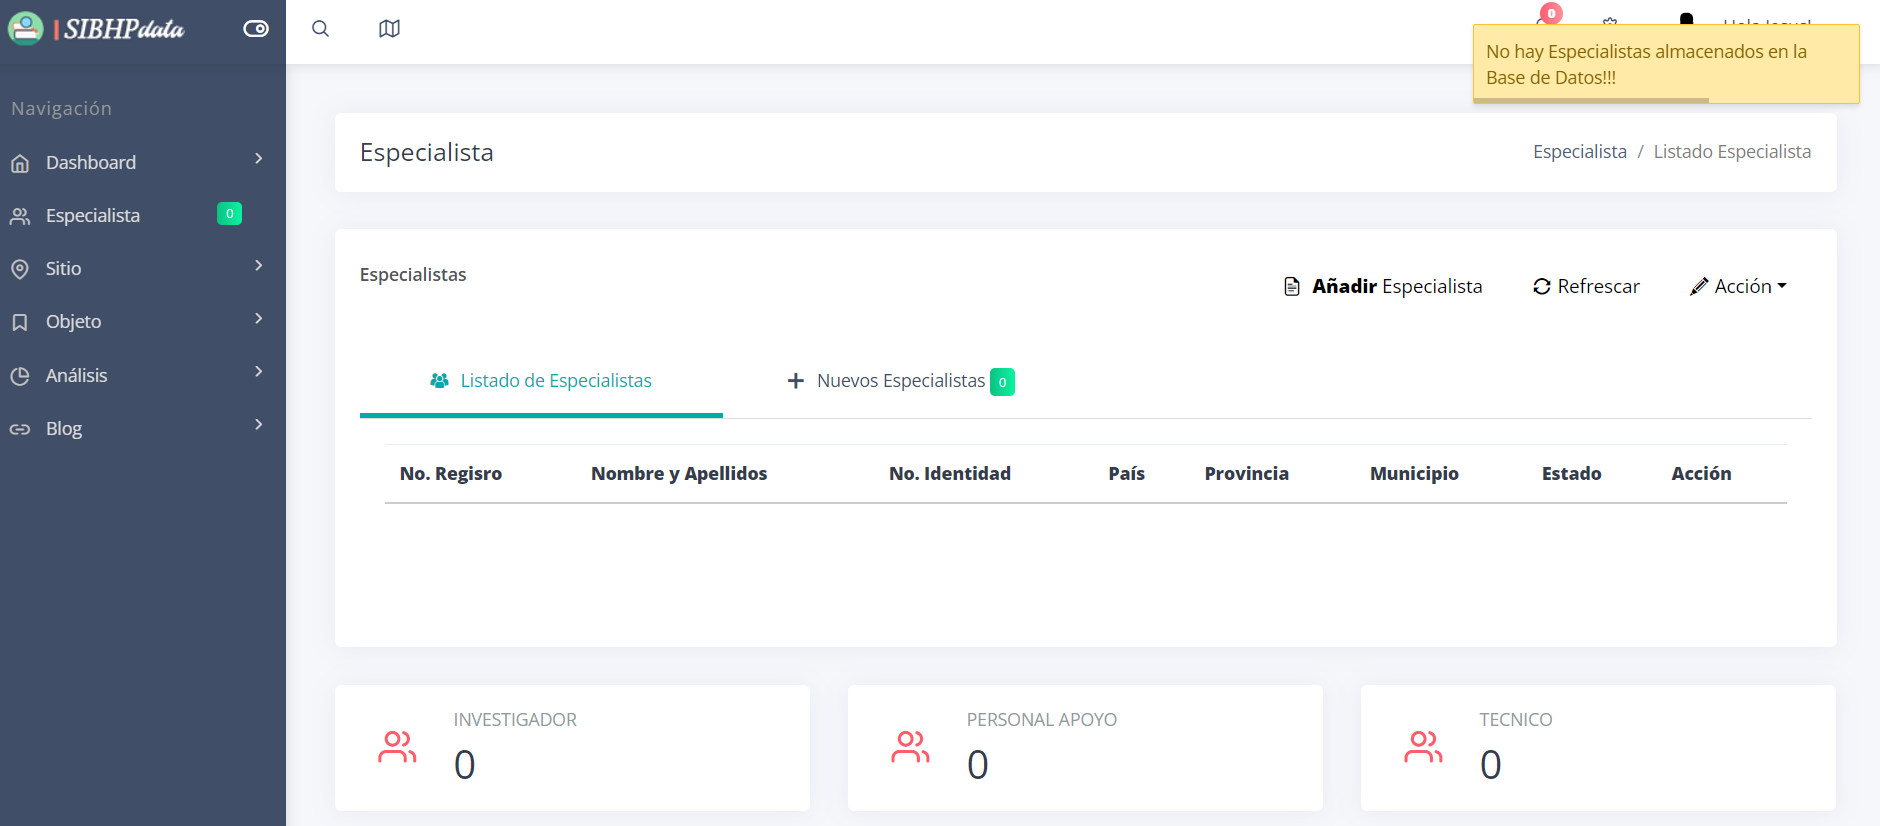 SIBHPdata
0
No hay Especialistas almacenados en la
Base de Datos!!!
Navegación
Dashboard
Especialista 0
Sitio
Objeto
Análisis
Blog
Especialista
Especialista / Listado Especialista
Especialistas
Añadir Especialista
Refrescar
Acción
Listado de Especialistas
Nuevos Especialistas 0
No. Regisro Nombre y Apellidos No. Identidad País Provincia Municipio Estado Acción
INVESTIGADOR
0
PERSONAL APOYO
0
TECNICO
0